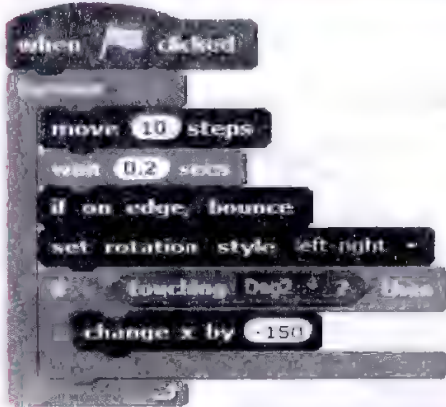 when clicked
move 10 steps
wait 0.2 secs
if on edge, bounce
set rotation style left-right
if touching Dog2 ? then
change x by -150